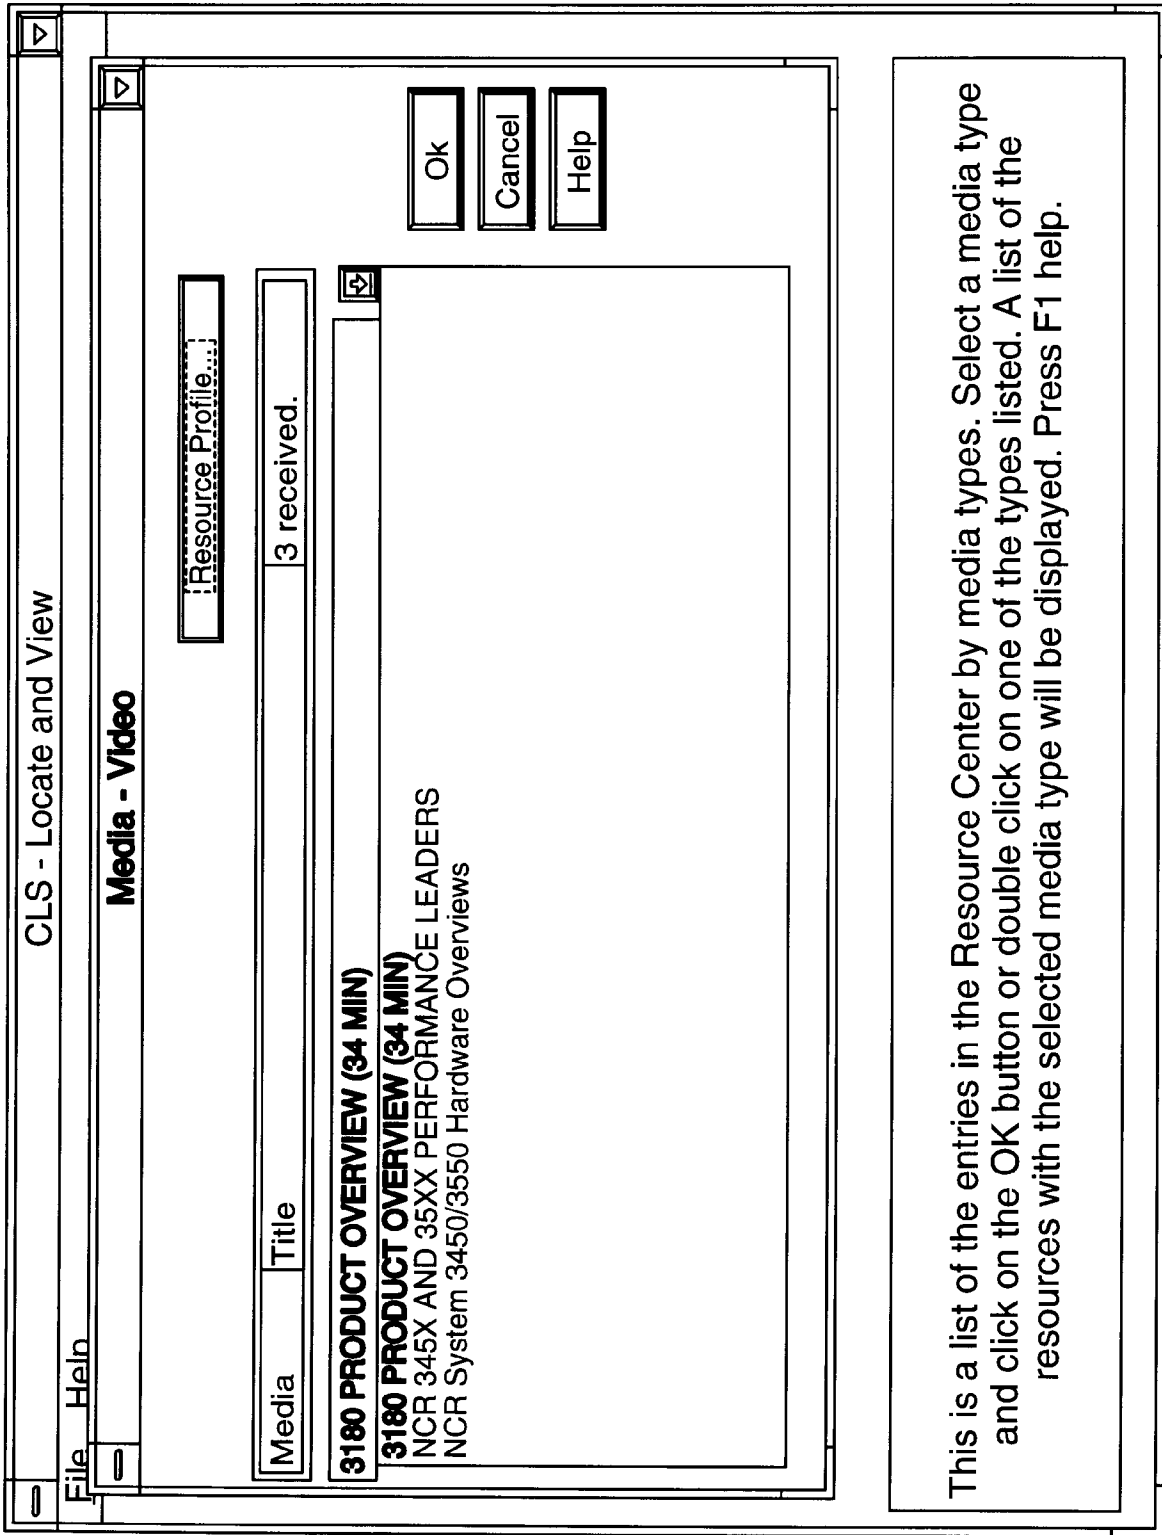 CLS - Locate and View
File Help
Media - Video
Resource Profile...
Media Title 3 received.
3180 PRODUCT OVERVIEW (34 MIN)
3180 PRODUCT OVERVIEW (34 MIN)
NCR 345X AND 35XX PERFORMANCE LEADERS
NCR System 3450/3550 Hardware Overviews
Ok
Cancel
Help
This is a list of the entries in the Resource Center by media types. Select a media type
and click on the OK button or double click on one of the types listed. A list of the
resources with the selected media type will be displayed. Press F1 help.